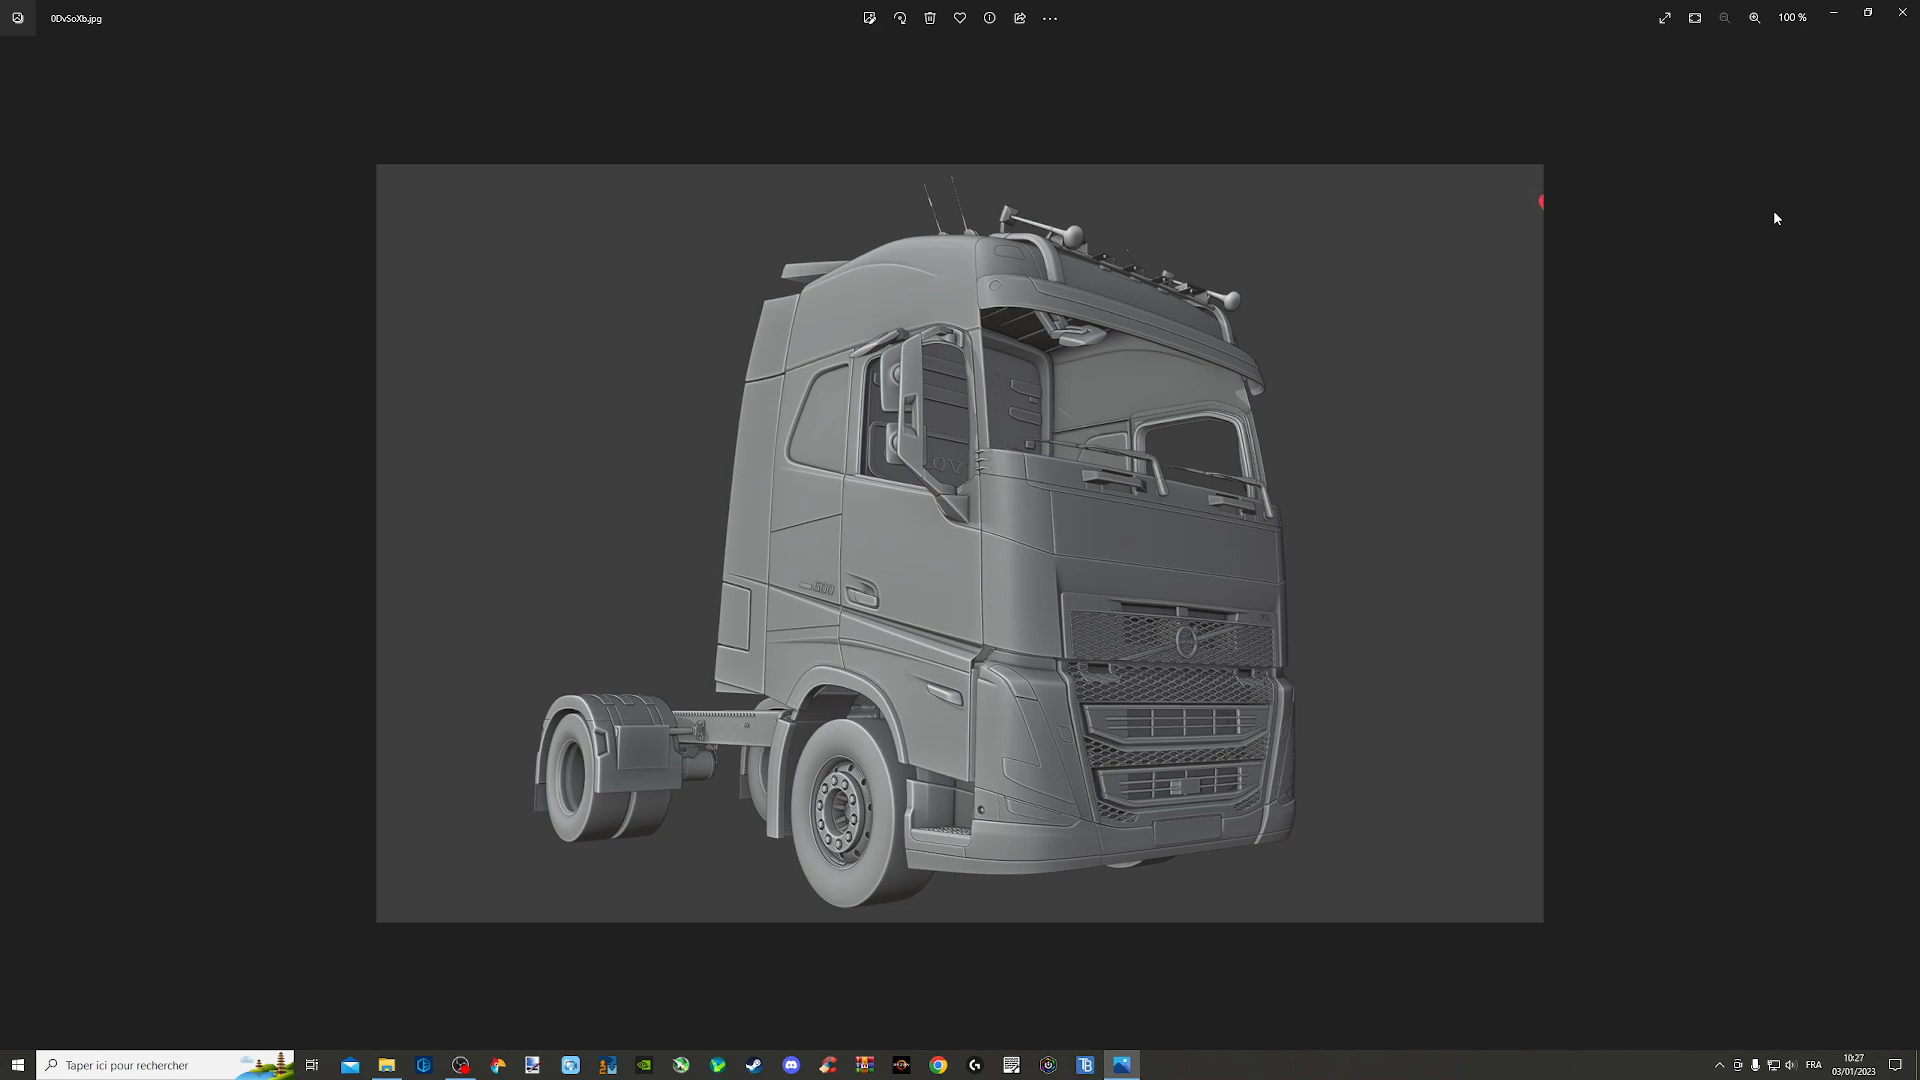 0DvSoXb.jpg
100 %
500
Taper ici pour rechercher
FRA
10:27
03/01/2023